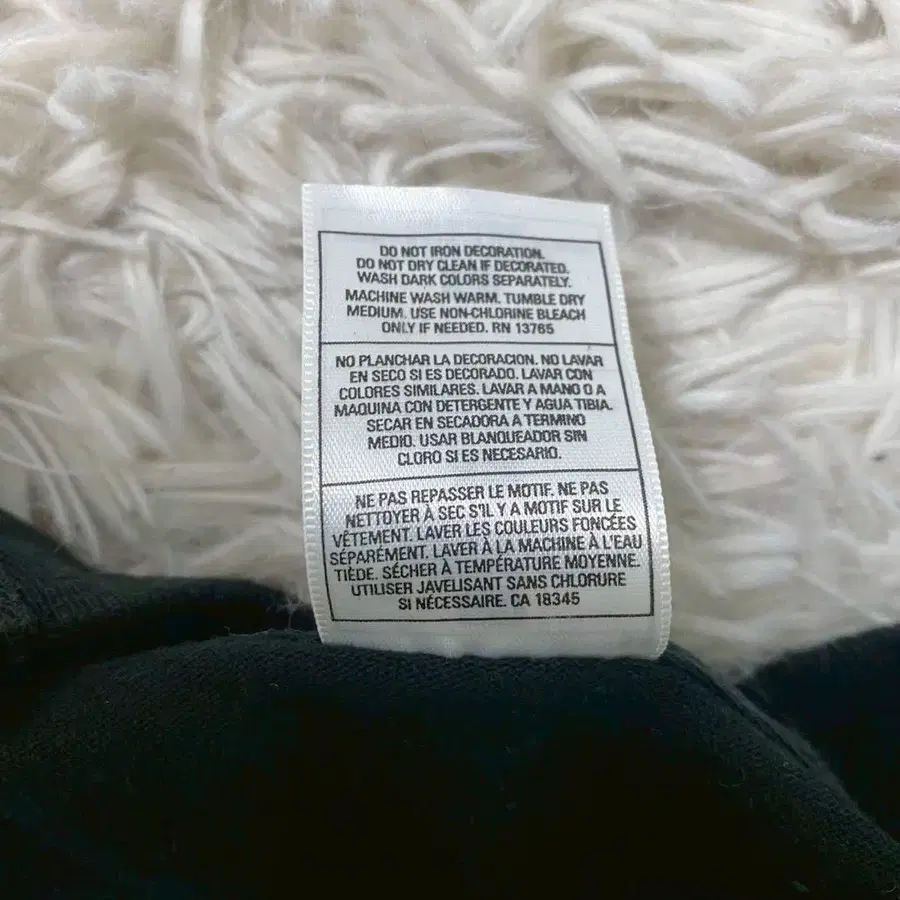 DO NOT IRON DECORATION.
DO NOT DRY CLEAN IF DECORATED.
WASH DARK COLORS SEPARATELY.
MACHINE WASH WARM. TUMBLE DRY
MEDIUM. USE NON-CHLORINE BLEACH
ONLY IF NEEDED. RN 13765
NO PLANCHAR LA DECORACION. NO LAVAR
EN SECO SI ES DECORADO. LAVAR CON
COLORES SIMILARES. LAVAR A MANO O A
MAQUINA CON DETERGENTE Y AGUA TIBIA.
SECAR EN SECADORA A TERMINO
MEDIO. USAR BLANQUEADOR SIN
CLORO SI ES NECESARIO.
NE PAS REPASSER LE MOTIF. NE PAS
NETTOYER À SEC S'IL Y A MOTIF SUR LE
VÊTEMENT. LAVER LES COULEURS FONCÉES
SÉPARÉMENT. LAVER À LA MACHINE À L'EAU
TIÈDE. SÉCHER À TEMPÉRATURE MOYENNE.
UTILISER JAVELISANT SANS CHLORURE
SI NÉCESSAIRE. CA 18345